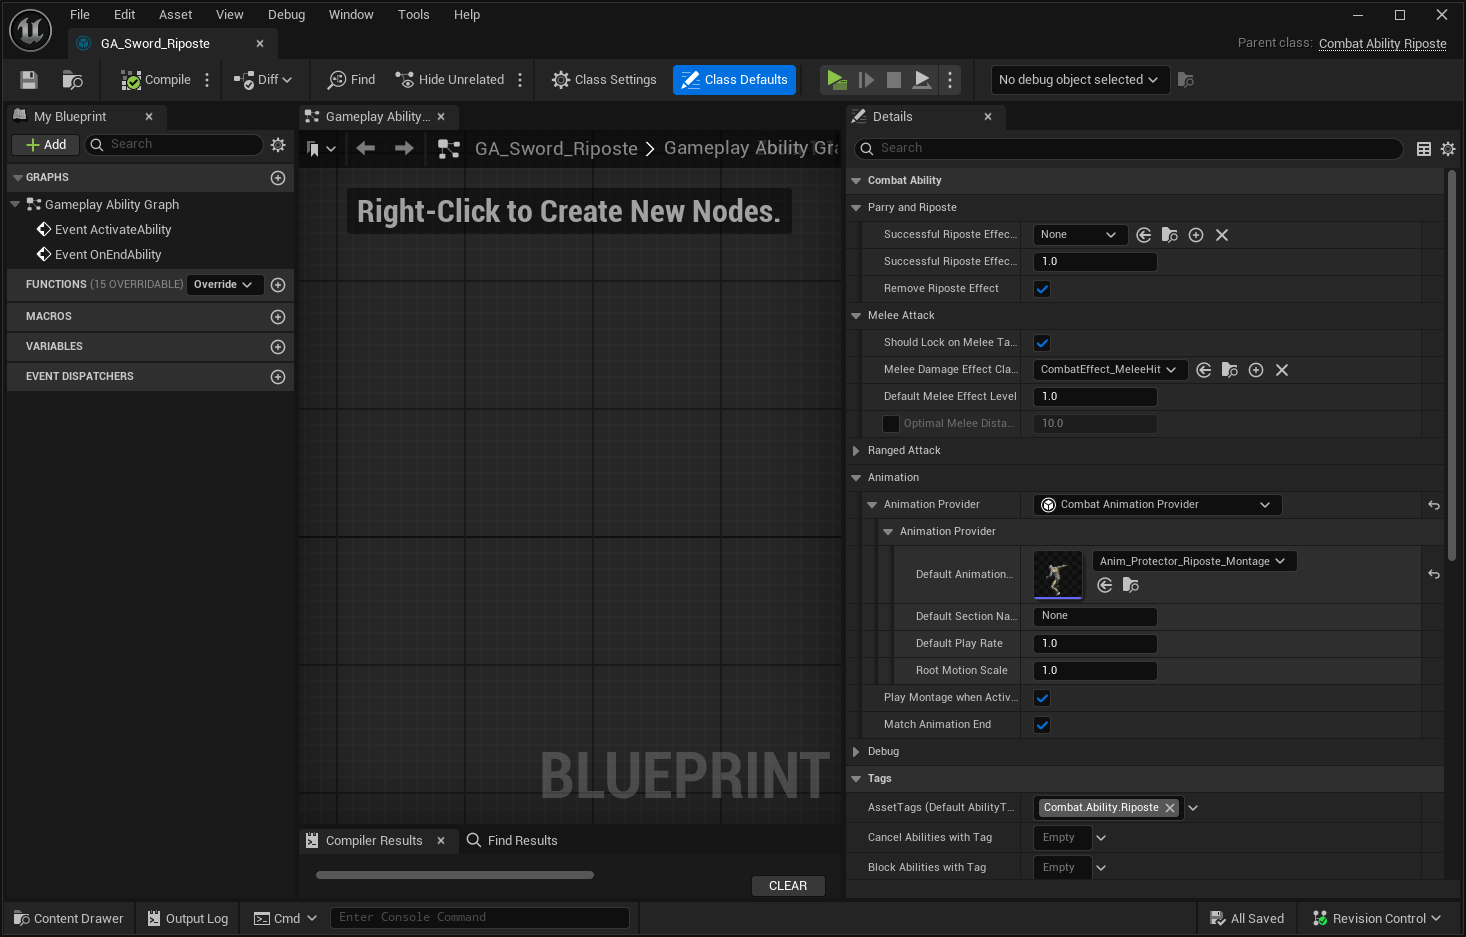 File Edit Asset View Debug Window Tools Help
GA_Sword_Riposte
Parent class: Combat Ability Riposte
Compile Diff Find Hide Unrelated Class Settings Class Defaults No debug object selected
My Blueprint Gameplay Ability... Details
Add Search
GA_Sword_Riposte > Gameplay Ability Gra
Search
GRAPHS
Gameplay Ability Graph
Event ActivateAbility
Event OnEndAbility
FUNCTIONS (15 OVERRIDABLE) Override
MACROS
VARIABLES
EVENT DISPATCHERS
Right-Click to Create New Nodes.
BLUEPRINT
Compiler Results Find Results
CLEAR
Combat Ability
Parry and Riposte
Successful Riposte Effec... None
Successful Riposte Effec... 1.0
Remove Riposte Effect
Melee Attack
Should Lock on Melee Ta...
Melee Damage Effect Cla... CombatEffect_MeleeHit
Default Melee Effect Level 1.0
Optimal Melee Dista... 10.0
Ranged Attack
Animation
Animation Provider Combat Animation Provider
Animation Provider
Default Animation... Anim_Protector_Riposte_Montage
Default Section Na... None
Default Play Rate 1.0
Root Motion Scale 1.0
Play Montage when Activ...
Match Animation End
Debug
Tags
AssetTags (Default AbilityT... Combat.Ability.Riposte
Cancel Abilities with Tag Empty
Block Abilities with Tag Empty
Content Drawer Output Log Cmd Enter Console Command All Saved Revision Control